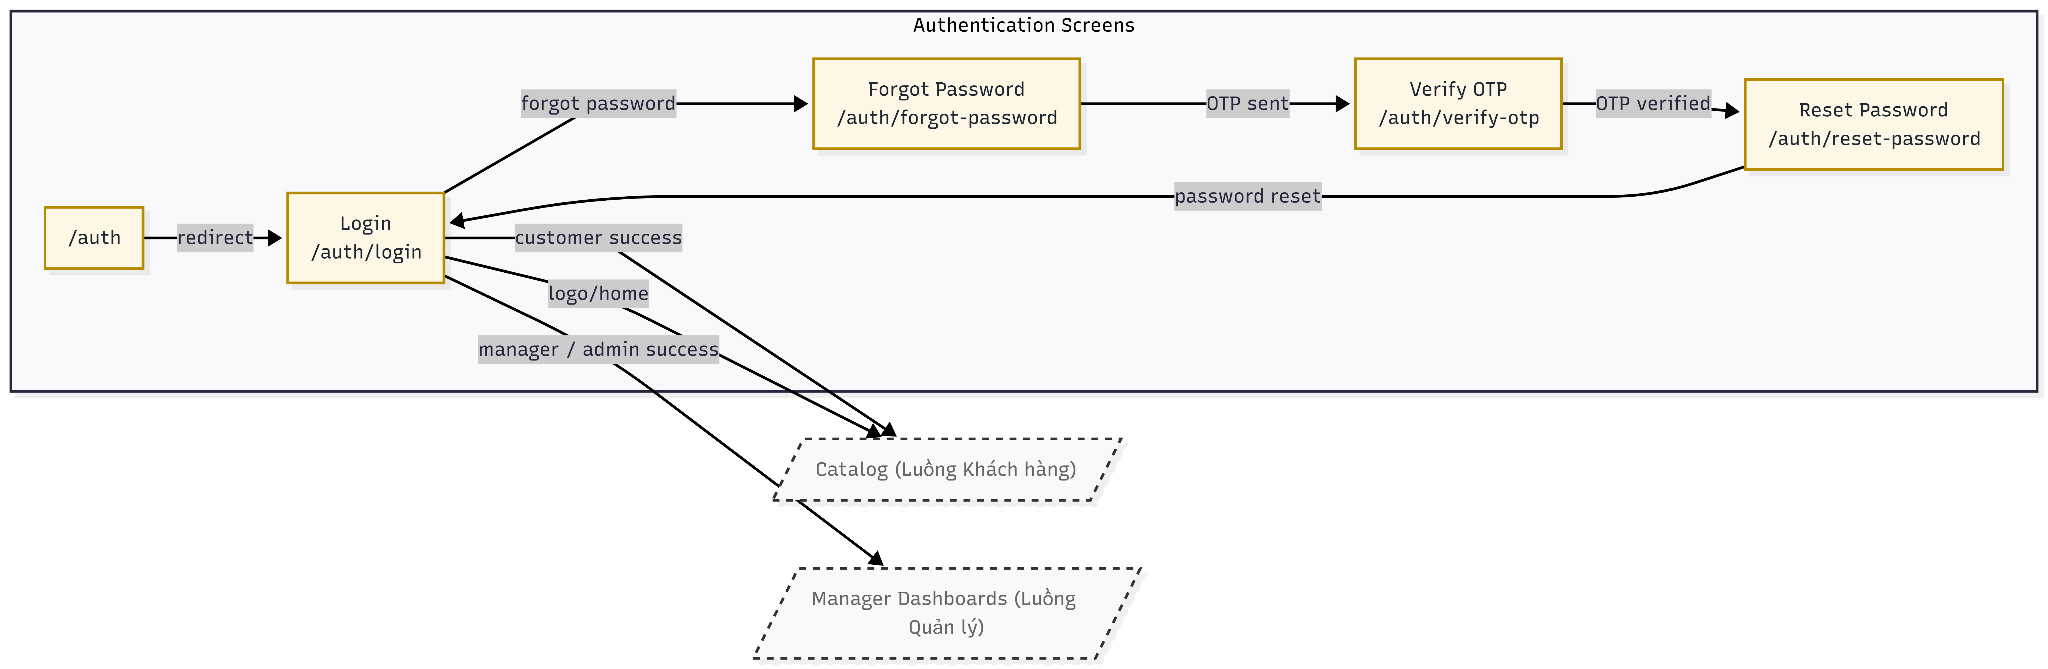 Authentication Screens
forgot password
Forgot Password
/auth/forgot-password
OTP sent
Verify OTP
/auth/verify-otp
OTP verified
Reset Password
/auth/reset-password
password reset
/auth
redirect
Login
/auth/login
customer success
logo/home
manager / admin success
Catalog (Luồng Khách hàng)
Manager Dashboards (Luồng
Quản lý)